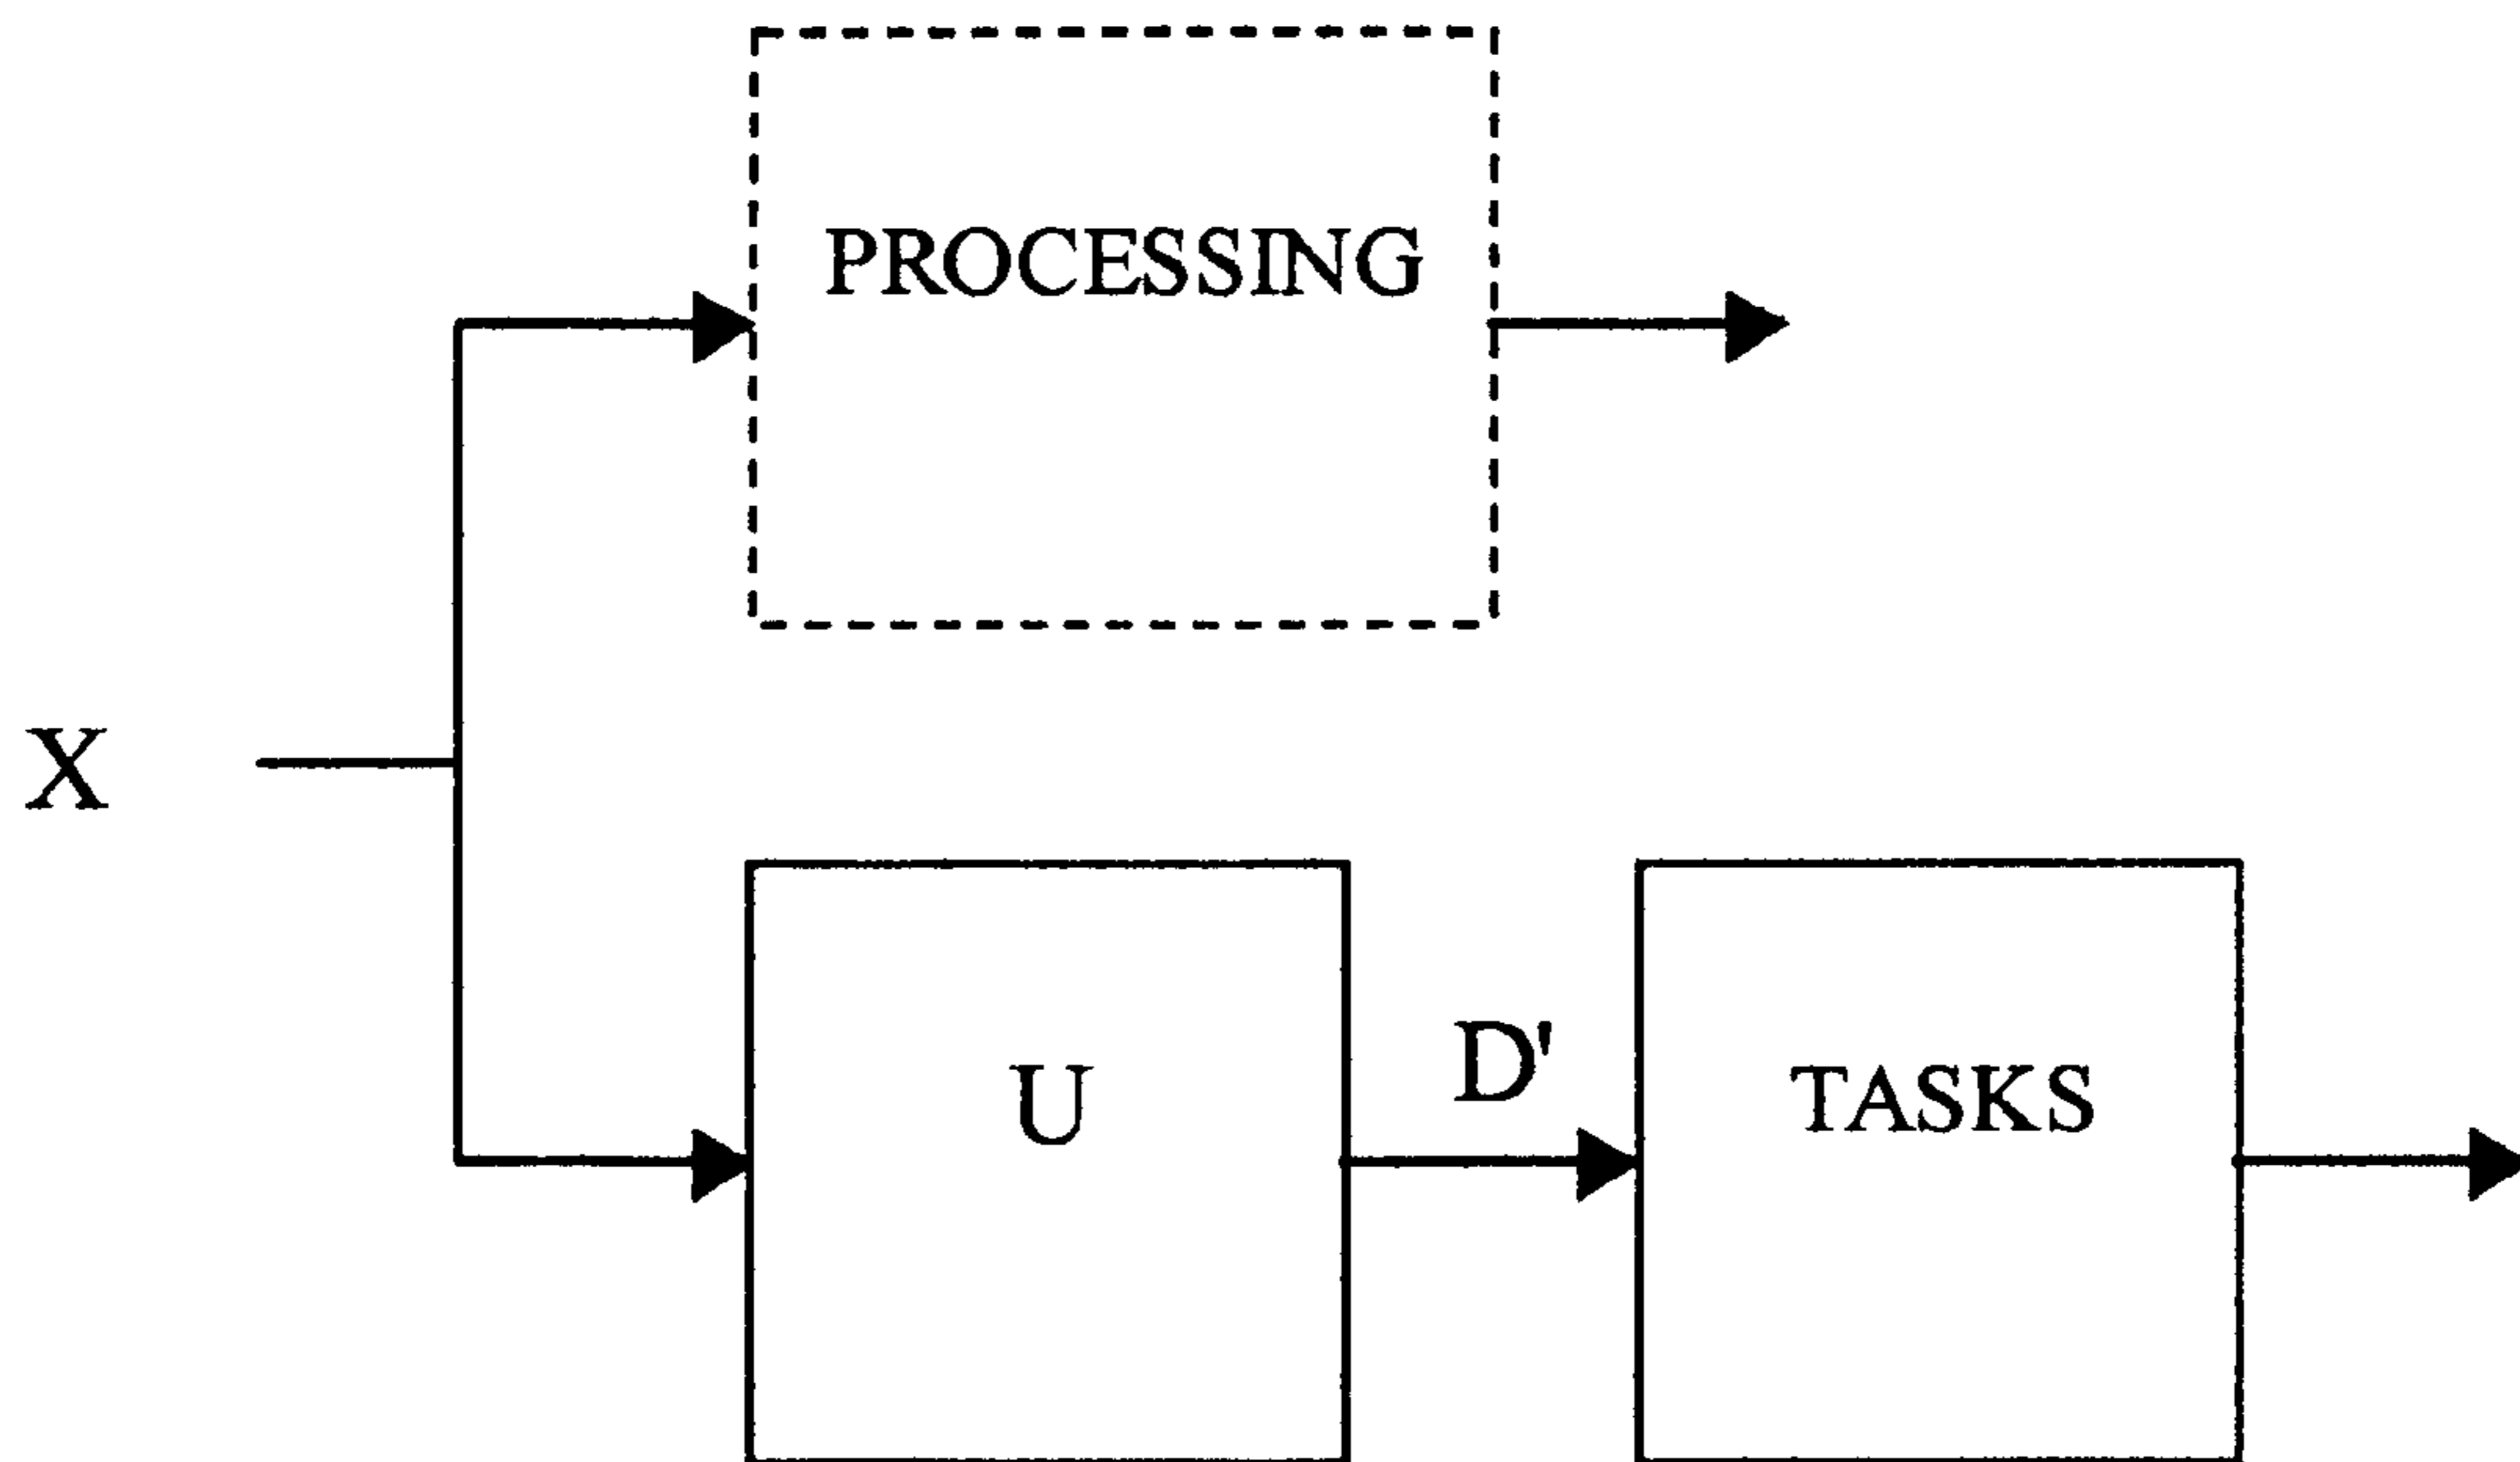 PROCESSING
X
U
D'
TASKS